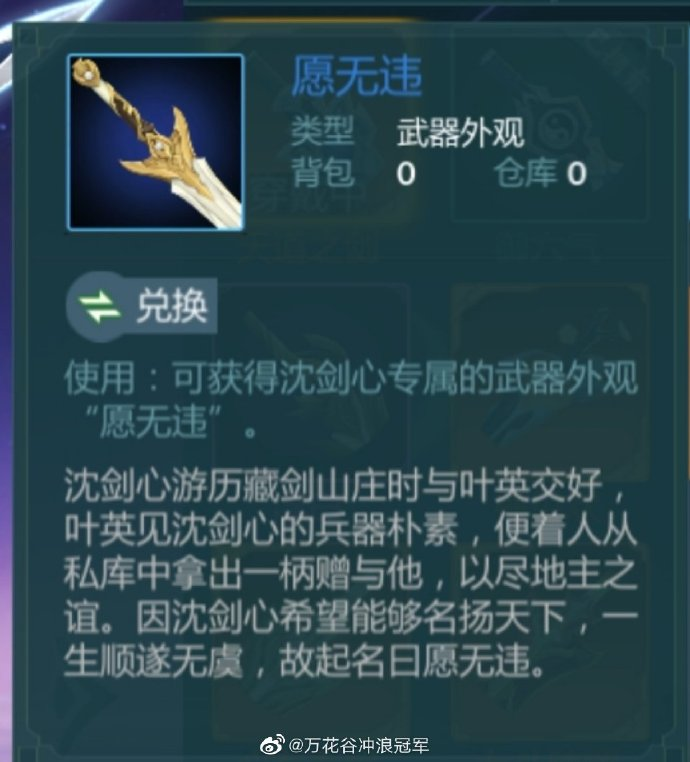 愿无违
类型 武器外观
背包 0 仓库 0
兑换
使用：可获得沈剑心专属的武器外观
“愿无违”。
沈剑心游历藏剑山庄时与叶英交好，
叶英见沈剑心的兵器朴素，便着人从
私库中拿出一柄赠与他，以尽地主之
谊。因沈剑心希望能够名扬天下，一
生顺遂无虞，故起名曰愿无违。
@万花谷冲浪冠军